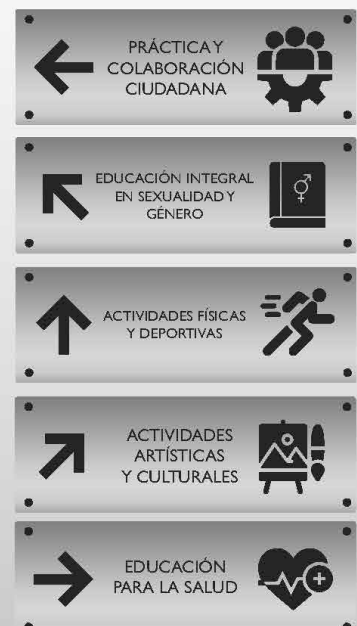 PRÁCTICA Y
COLABORACIÓN
CIUDADANA
EDUCACIÓN INTEGRAL
EN SEXUALIDAD Y
GÉNERO
ACTIVIDADES FÍSICAS
Y DEPORTIVAS
ACTIVIDADES
ARTÍSTICAS
Y CULTURALES
EDUCACIÓN
PARA LA SALUD